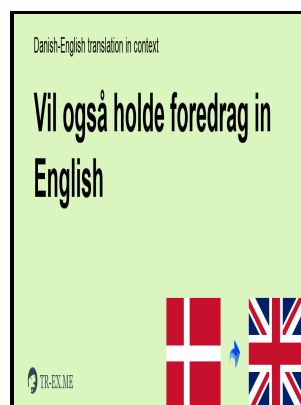 Danish-English translation in context
Vil også holde foredrag in
English
TR-EX.ME